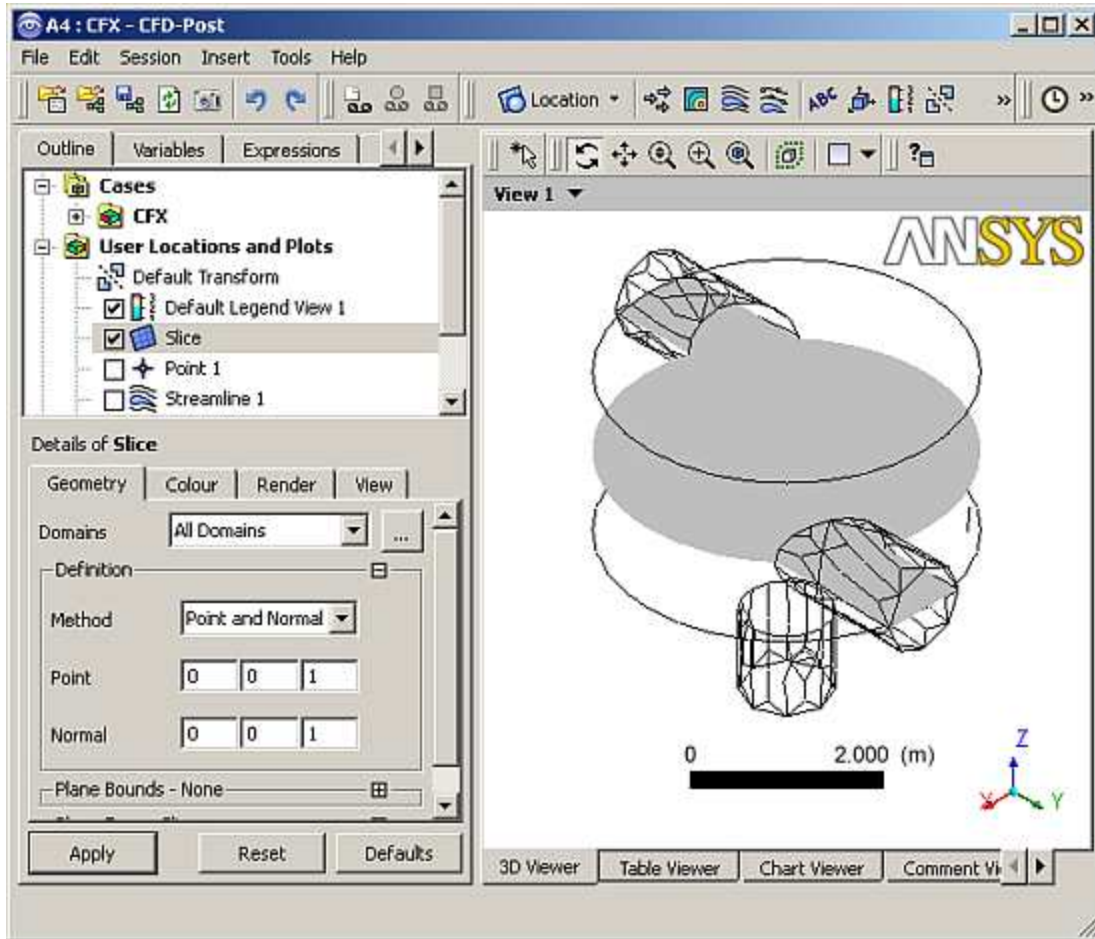 A4 : CFX - CFD-Post
File Edit Session Insert Tools Help
Location
ABC
Outline Variables Expressions
Cases
CFX
User Locations and Plots
Default Transform
Default Legend View 1
Slice
Point 1
Streamline 1
Details of Slice
Geometry Colour Render View
Domains All Domains ...
Definition
Method Point and Normal
Point 0 0 1
Normal 0 0 1
Plane Bounds - None
Apply Reset Defaults
View 1
ANSYS
0 2.000 (m)
Z
X Y
3D Viewer Table Viewer Chart Viewer Comment